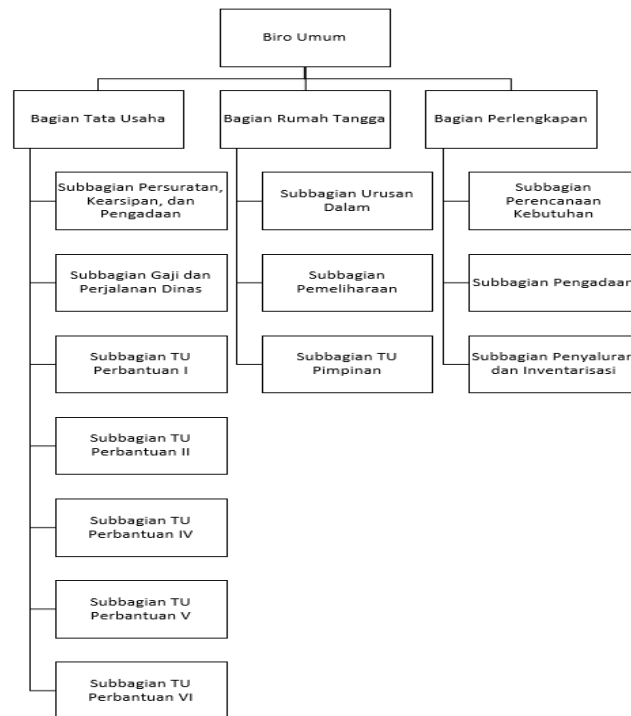 Biro Umum
Bagian Tata Usaha
Bagian Rumah Tangga
Bagian Perlengkapan
Subbagian Persuratan,
Kearsipan, dan
Pengadaan
Subbagian Gaji dan
Perjalanan Dinas
Subbagian TU
Perbantuan I
Subbagian TU
Perbantuan II
Subbagian TU
Perbantuan IV
Subbagian TU
Perbantuan V
Subbagian TU
Perbantuan VI
Subbagian Urusan
Dalam
Subbagian
Pemeliharaan
Subbagian TU
Pimpinan
Subbagian
Perencanaan
Kebutuhan
Subbagian Pengadaan
Subbagian Penyaluran
dan Inventarisasi